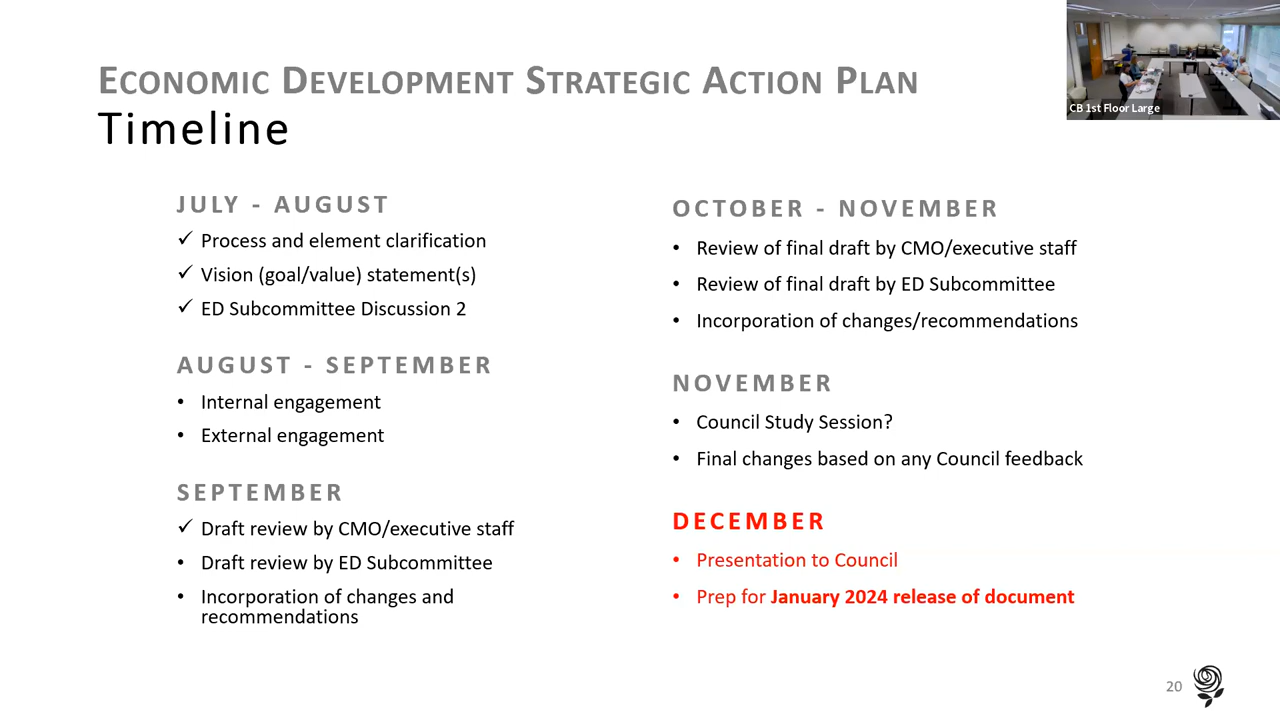 ECONOMIC DEVELOPMENT STRATEGIC ACTION PLAN
Timeline
CB 1st Floor Large
JULY - AUGUST
✓ Process and element clarification
✓ Vision (goal/value) statement(s)
✓ ED Subcommittee Discussion 2
AUGUST - SEPTEMBER
• Internal engagement
• External engagement
SEPTEMBER
✓ Draft review by CMO/executive staff
• Draft review by ED Subcommittee
• Incorporation of changes and
recommendations
OCTOBER - NOVEMBER
• Review of final draft by CMO/executive staff
• Review of final draft by ED Subcommittee
• Incorporation of changes/recommendations
NOVEMBER
• Council Study Session?
• Final changes based on any Council feedback
DECEMBER
• Presentation to Council
• Prep for January 2024 release of document
20